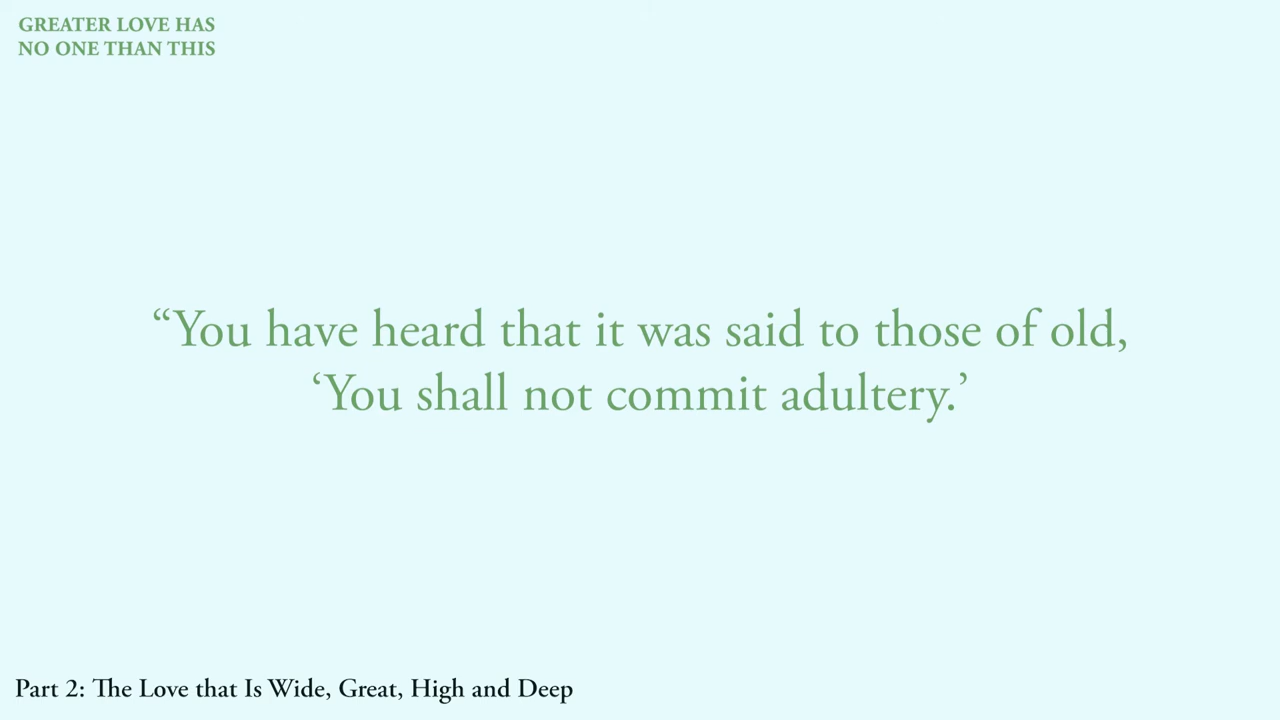 GREATER LOVE HAS
NO ONE THAN THIS
“You have heard that it was said to those of old,
‘You shall not commit adultery.’
Part 2: The Love that Is Wide, Great, High and Deep